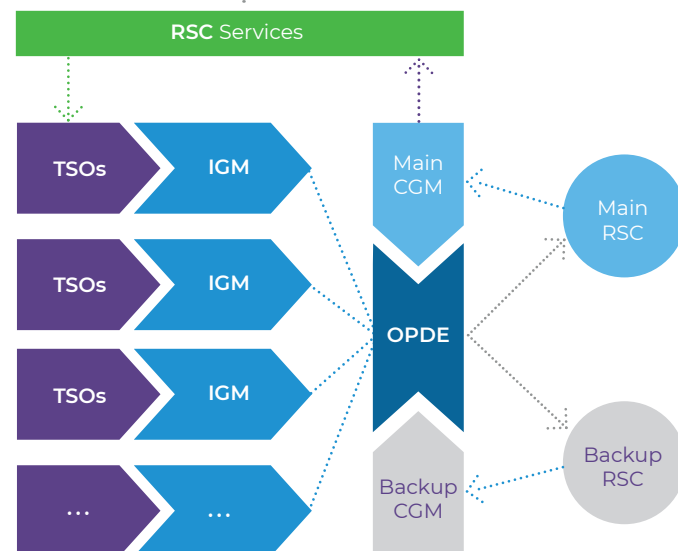 RSC Services
TSOs
IGM
Main
CGM
Main
RSC
TSOs
IGM
OPDE
TSOs
IGM
Backup
CGM
Backup
RSC
...
...